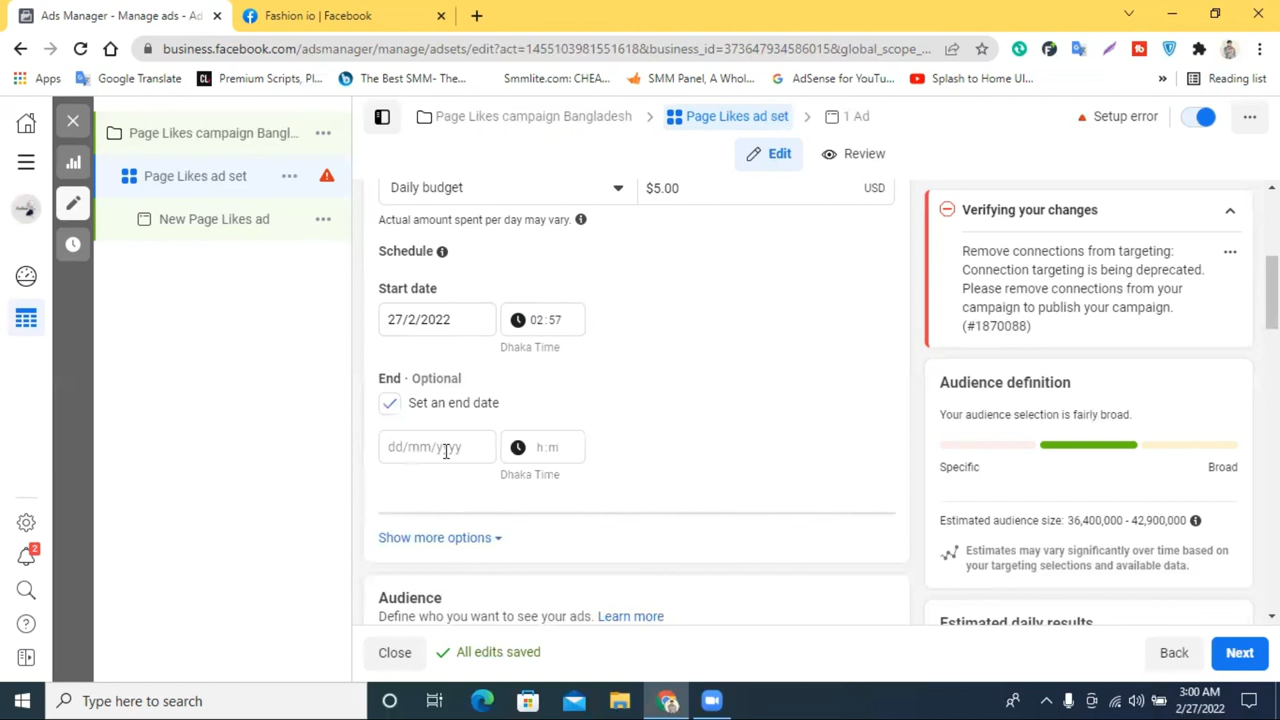 Ads Manager - Manage ads - Ad
Fashion io | Facebook
business.facebook.com/adsmanager/manage/adsets/edit?act=1455103981551618&business_id=373647934586015&global_scope_...
Apps
Google Translate
Premium Scripts, Pl...
The Best SMM- The...
Smmlite.com: CHEA...
SMM Panel, A Whol...
AdSense for YouTu...
Splash to Home UI...
»
Reading list
Page Likes campaign Bangl...
Page Likes ad set
New Page Likes ad
Page Likes campaign Bangladesh
Page Likes ad set
1 Ad
Setup error
Edit
Review
Daily budget
$5.00
USD
Actual amount spent per day may vary.
Schedule
Start date
27/2/2022
02:57
Dhaka Time
End · Optional
Set an end date
dd/mm/yyyy
h:m
Dhaka Time
Show more options
Audience
Define who you want to see your ads. Learn more
Verifying your changes
Remove connections from targeting:
Connection targeting is being deprecated.
Please remove connections from your
campaign to publish your campaign.
(#1870088)
Audience definition
Your audience selection is fairly broad.
Specific
Broad
Estimated audience size: 36,400,000 - 42,900,000
Estimates may vary significantly over time based on
your targeting selections and available data.
Estimated daily results
2
Close
All edits saved
Back
Next
Type here to search
3:00 AM
2/27/2022